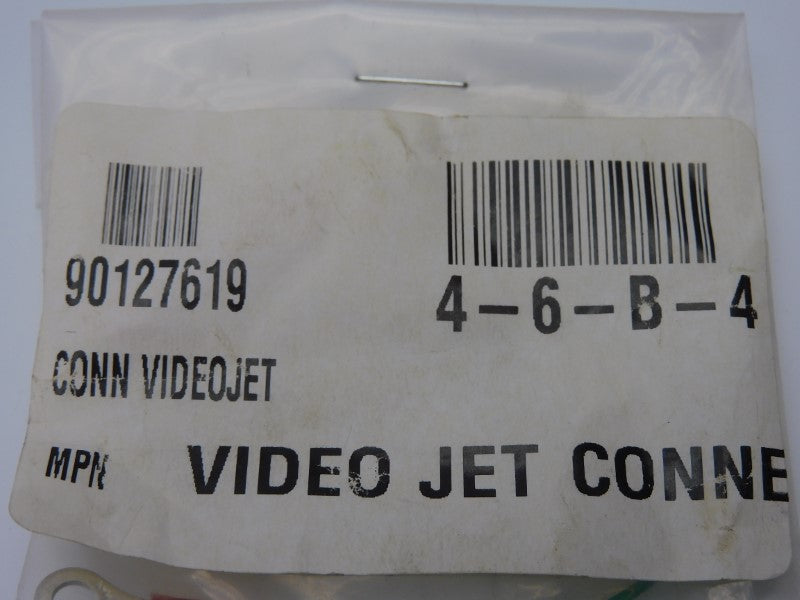 90127619
4-6-B-4
CONN VIDEOJET
MPN VIDEO JET CONNE